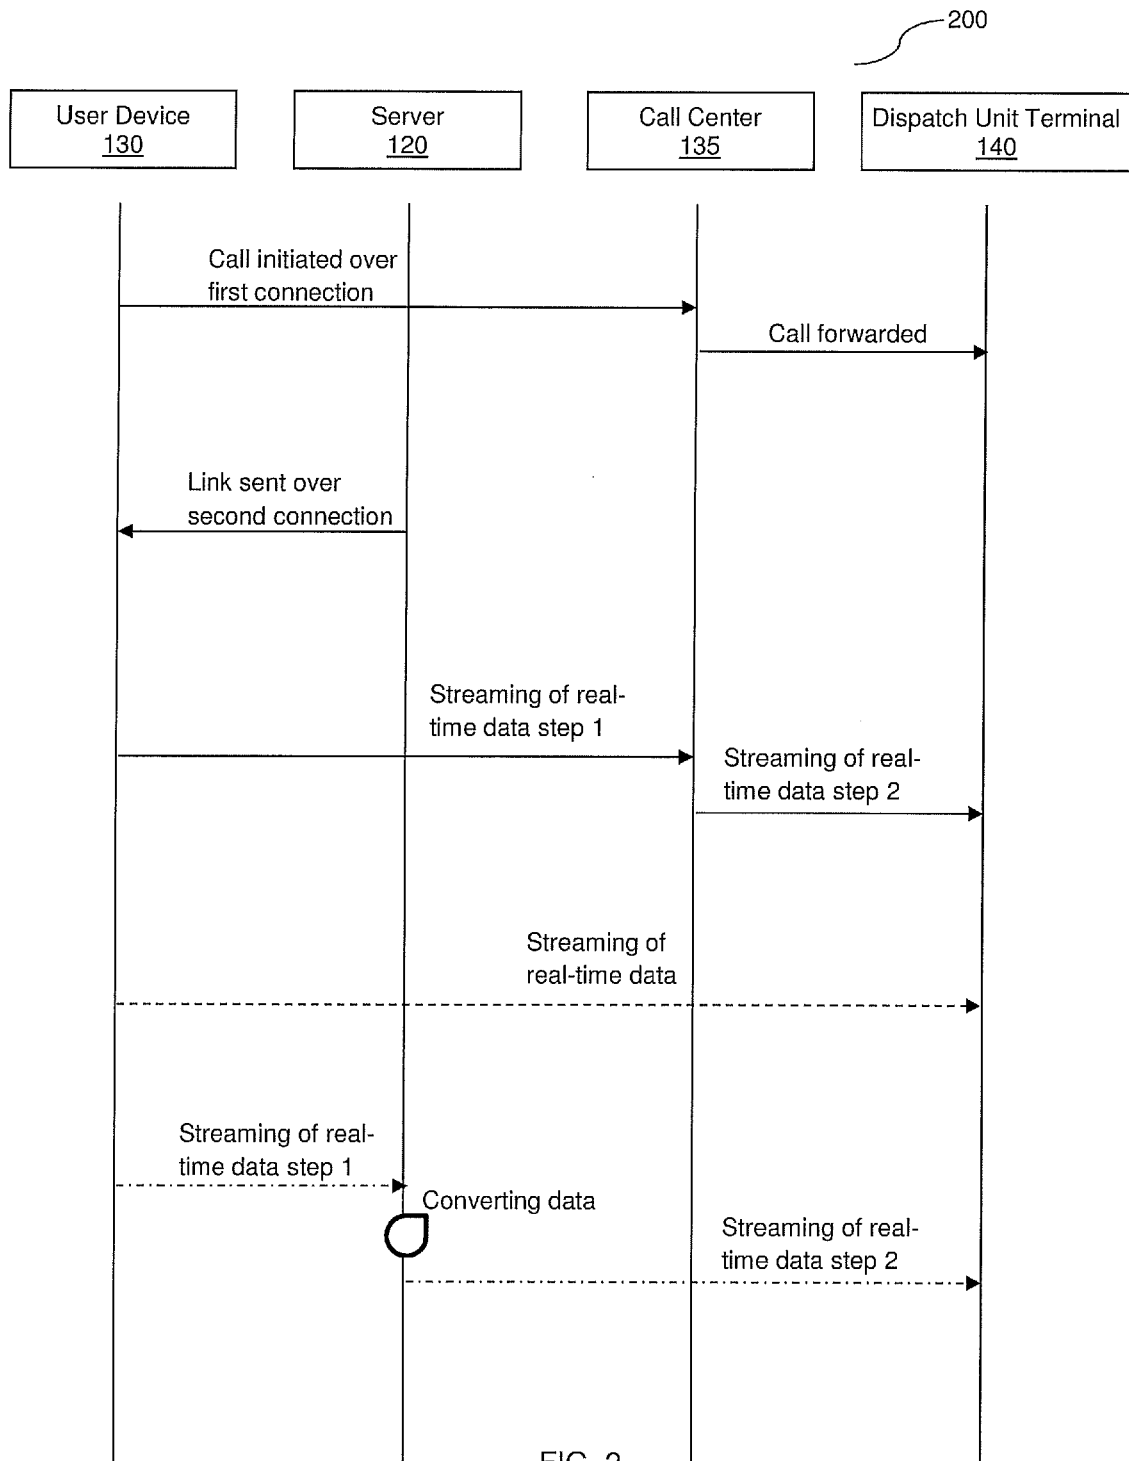 200
User Device
130
Server
120
Call Center
135
Dispatch Unit Terminal
140
Call initiated over
first connection
Call forwarded
Link sent over
second connection
Streaming of real-
time data step 1
Streaming of real-
time data step 2
Streaming of
real-time data
Streaming of real-
time data step 1
Converting data
Streaming of real-
time data step 2
FIG. 2